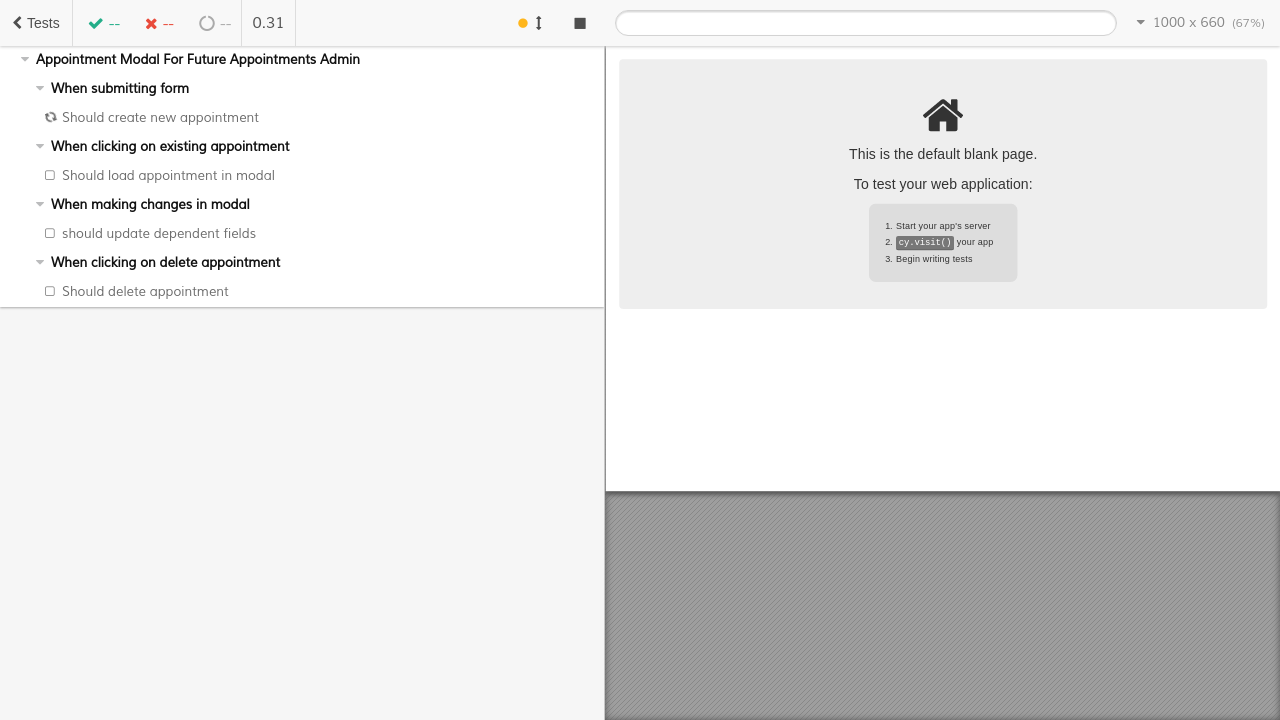 Tests
--
--
--
0.31
1000 x 660 (67%)
Appointment Modal For Future Appointments Admin
When submitting form
Should create new appointment
When clicking on existing appointment
Should load appointment in modal
When making changes in modal
should update dependent fields
When clicking on delete appointment
Should delete appointment
This is the default blank page.
To test your web application:
1. Start your app's server
2. cy.visit() your app
3. Begin writing tests